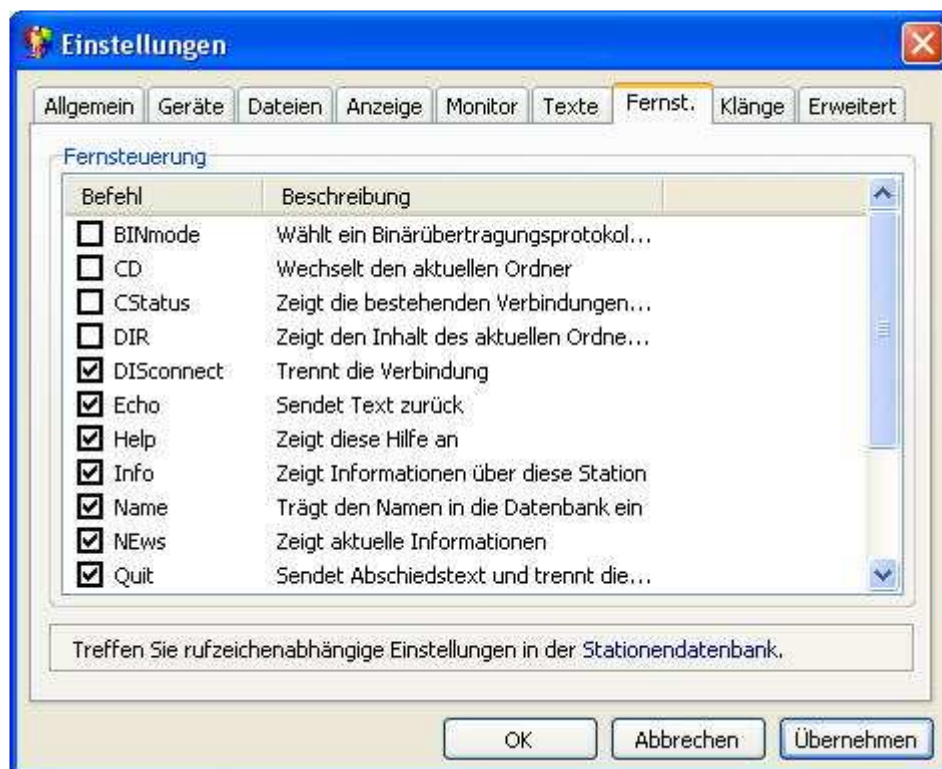 Einstellungen
Allgemein Geräte Dateien Anzeige Monitor Texte Fernst. Klänge Erweitert
Fernsteuerung
Befehl Beschreibung
BINmode Wählt ein Binärübertragungsprotokol...
CD Wechselt den aktuellen Ordner
CStatus Zeigt die bestehenden Verbindungen...
DIR Zeigt den Inhalt des aktuellen Ordne...
DISconnect Trennt die Verbindung
Echo Sendet Text zurück
Help Zeigt diese Hilfe an
Info Zeigt Informationen über diese Station
Name Trägt den Namen in die Datenbank ein
NEws Zeigt aktuelle Informationen
Quit Sendet Abschiedstext und trennt die...
Treffen Sie rufzeichenabhängige Einstellungen in der Stationendatenbank.
OK Abbrechen Übernehmen